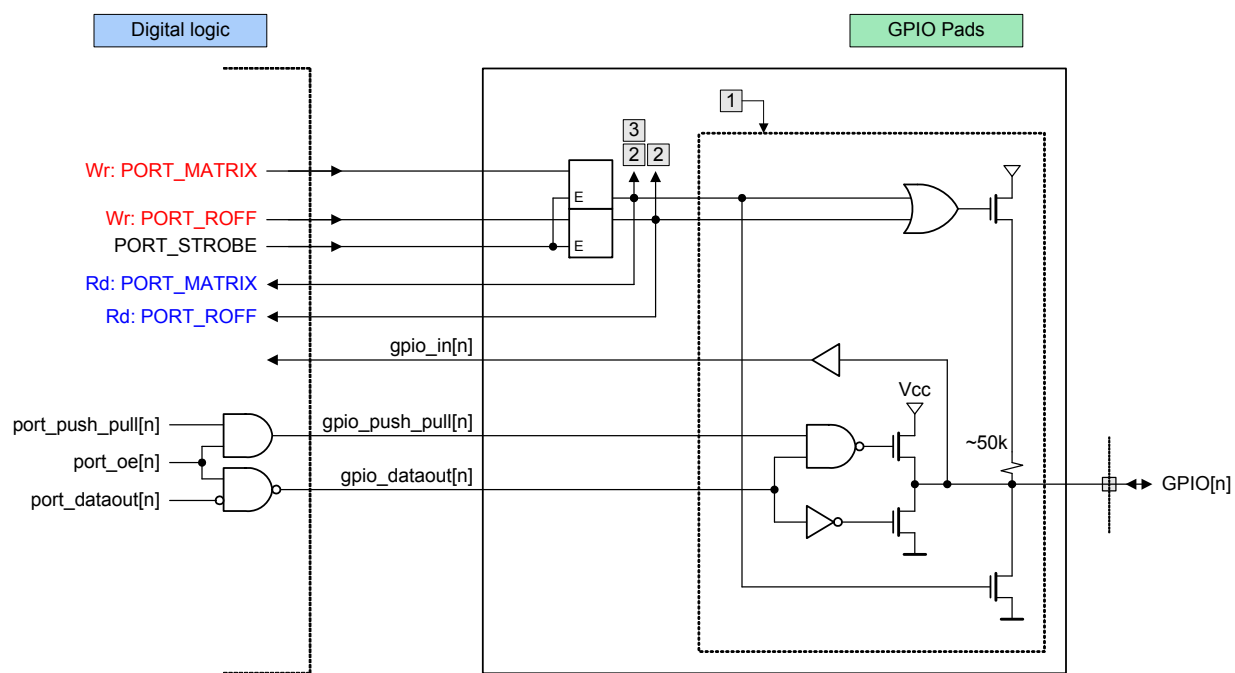 Digital logic
GPIO Pads
1
3
2 2
Wr: PORT_MATRIX
E
Wr: PORT_ROFF
PORT_STROBE
E
Rd: PORT_MATRIX
Rd: PORT_ROFF
gpio_in[n]
Vcc
port_push_pull[n]
gpio_push_pull[n]
~50k
port_oe[n]
gpio_dataout[n]
GPIO[n]
port_dataout[n]